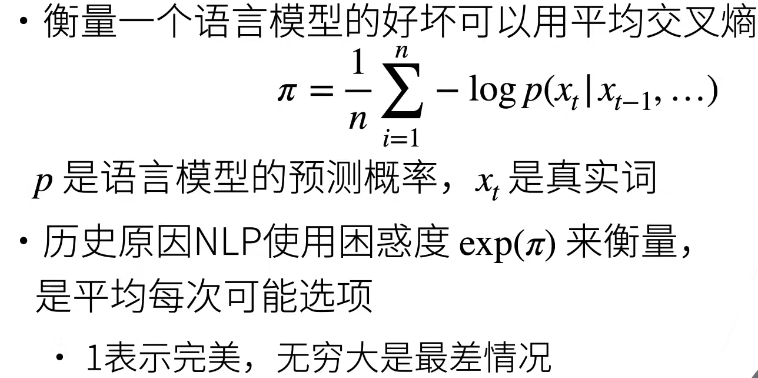 · 衡量一个语言模型的好坏可以用平均交叉熵
π = \frac{1}{n} \sum_{i=1}^{n} - \log p(x_t | x_{t-1}, ...)
p 是语言模型的预测概率，x_t 是真实词
· 历史原因NLP使用困惑度 exp(π) 来衡量，
是平均每次可能选项
· 1表示完美，无穷大是最差情况